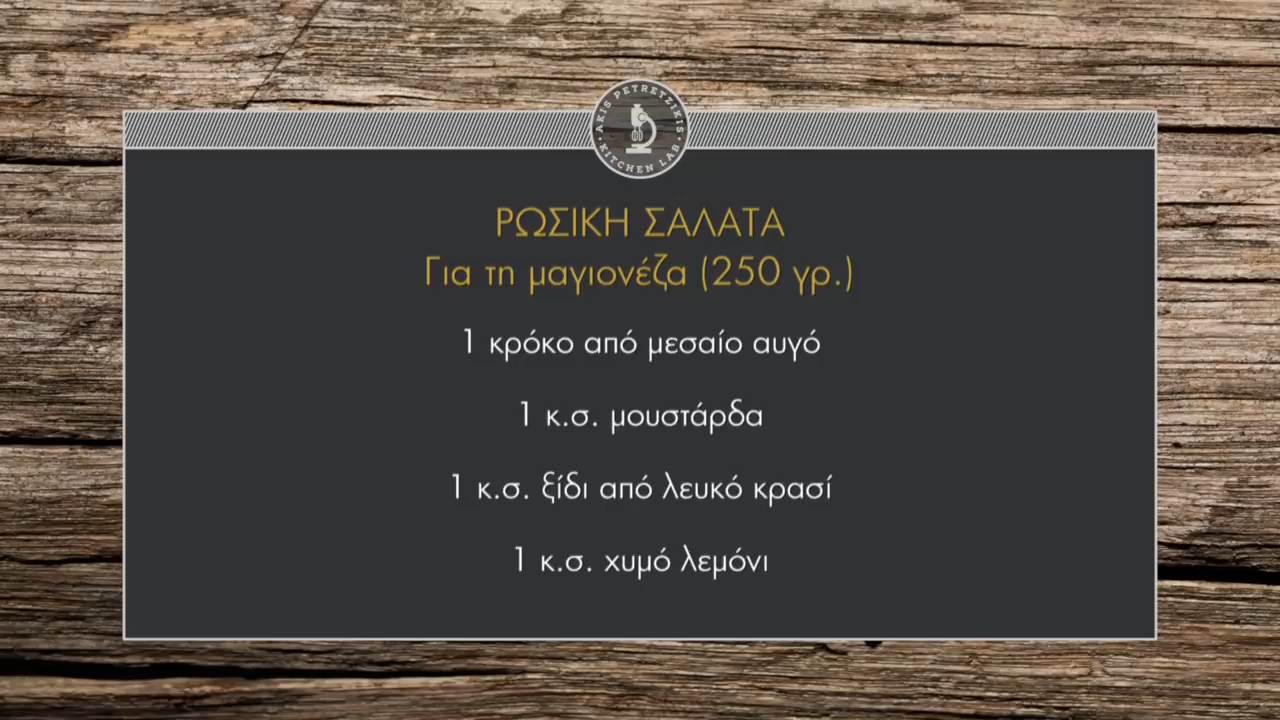 AKIS PETRETZIKIS
KITCHEN LAB
ΡΩΣΙΚΗ ΣΑΛΑΤΑ
Για τη μαγιονέζα (250 γρ.)
1 κρόκο από μεσαίο αυγό
1 κ.σ. μουστάρδα
1 κ.σ. ξίδι από λευκό κρασί
1 κ.σ. χυμό λεμόνι